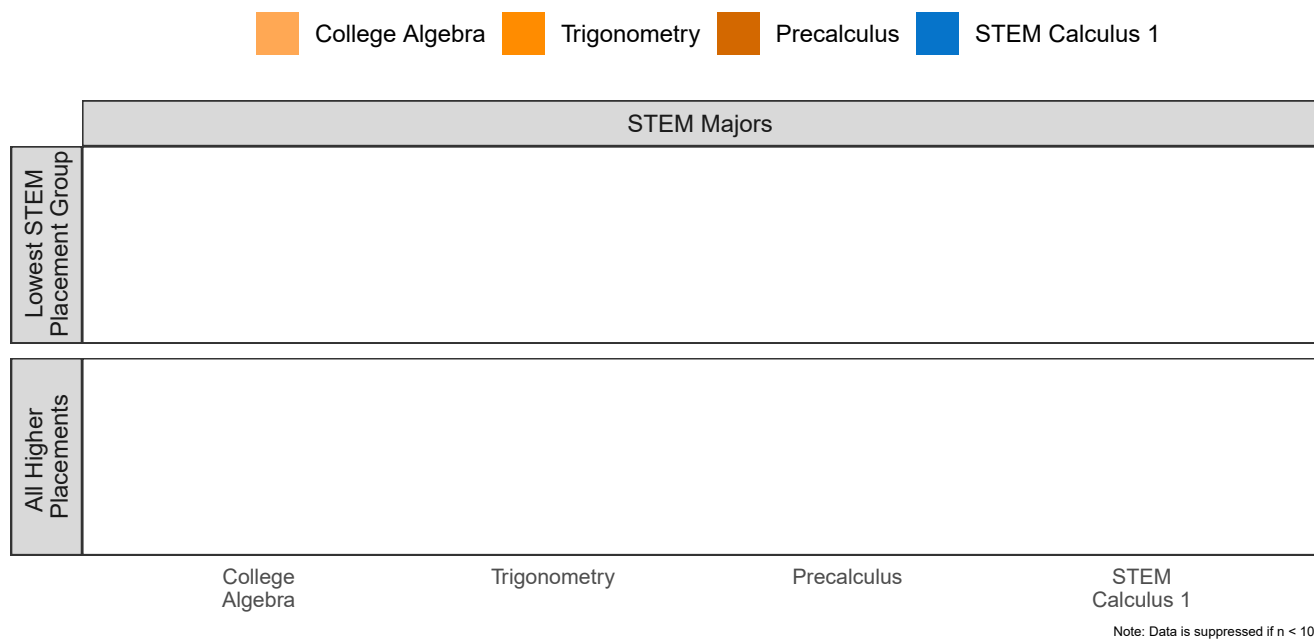 College Algebra Trigonometry Precalculus STEM Calculus 1
STEM Majors
Lowest STEM
Placement Group
All Higher
Placements
College
Algebra
Trigonometry
Precalculus
STEM
Calculus 1
Note: Data is suppressed if n < 10